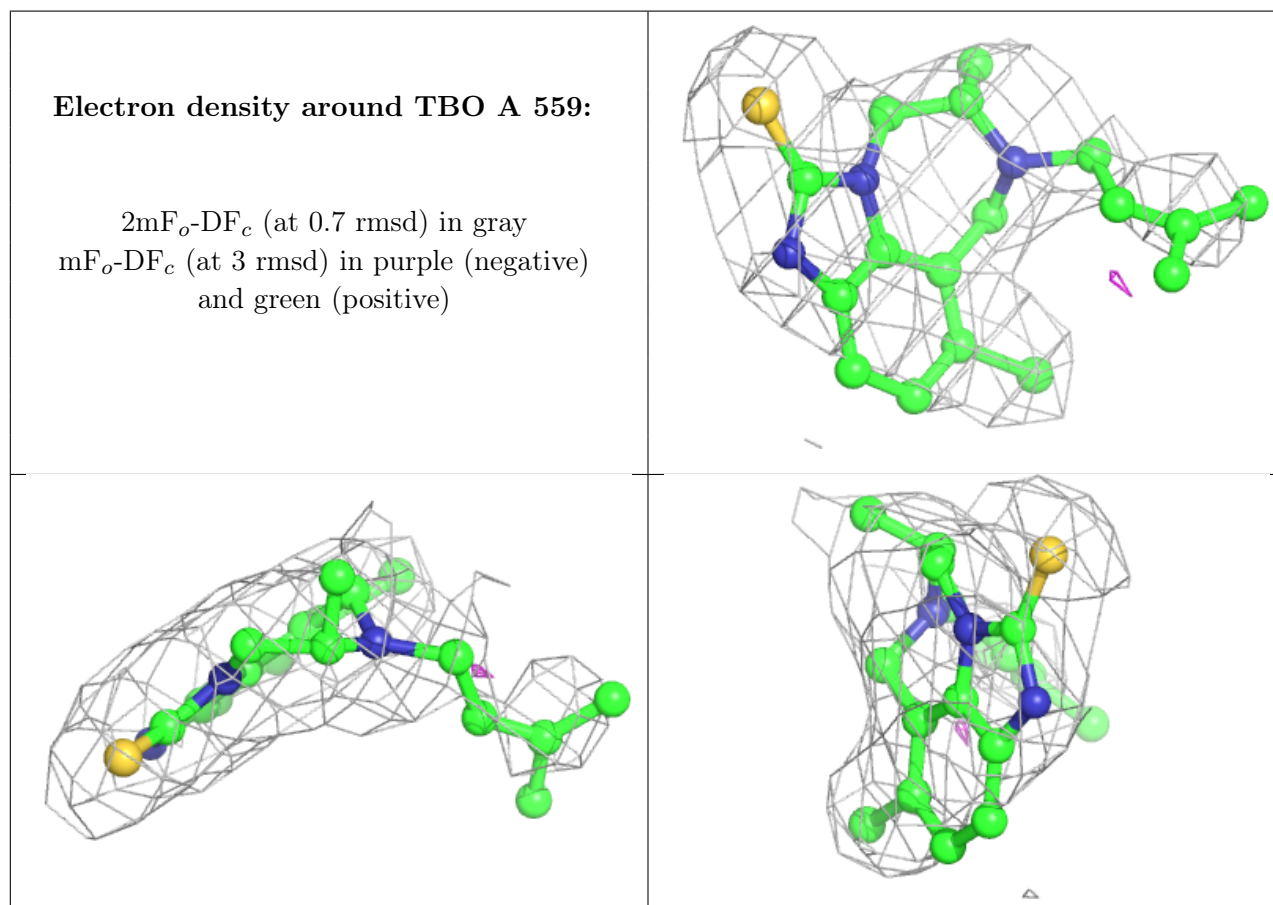 Electron density around TBO A 559:
2mFo-DFc (at 0.7 rmsd) in gray
mFo-DFc (at 3 rmsd) in purple (negative)
and green (positive)